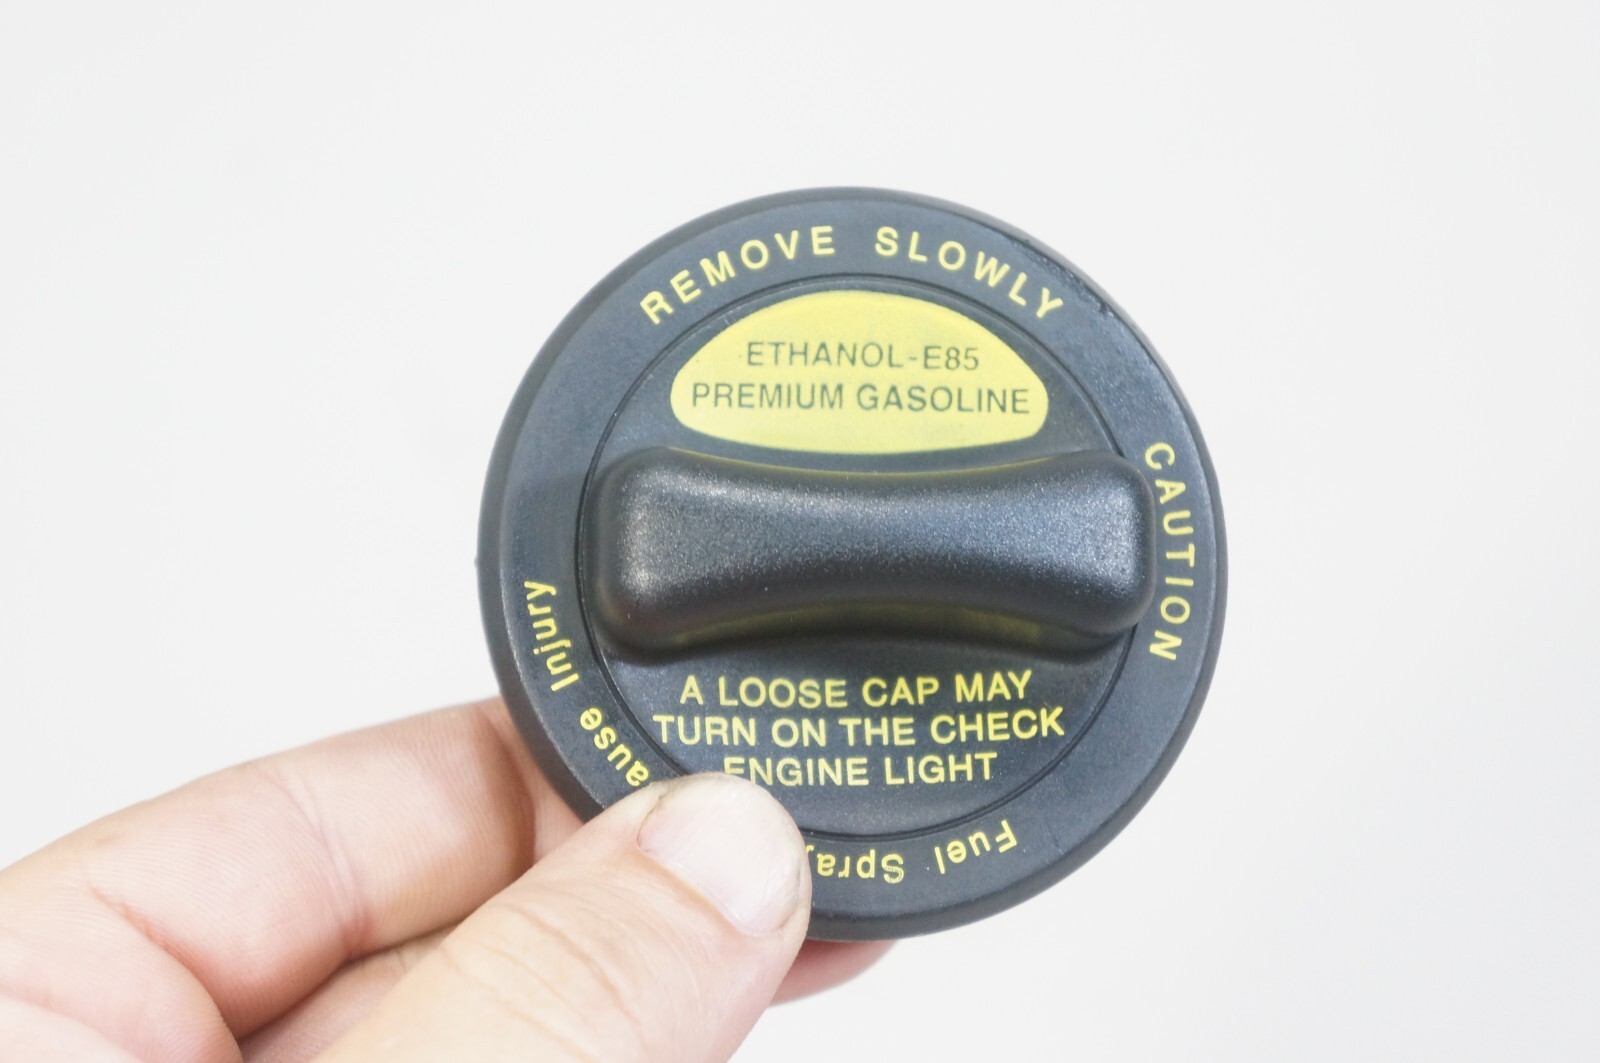 REMOVE SLOWLY
ETHANOL-E85
PREMIUM GASOLINE
CAUTION
A LOOSE CAP MAY
TURN ON THE CHECK
ENGINE LIGHT
Fuel Spray
Injury